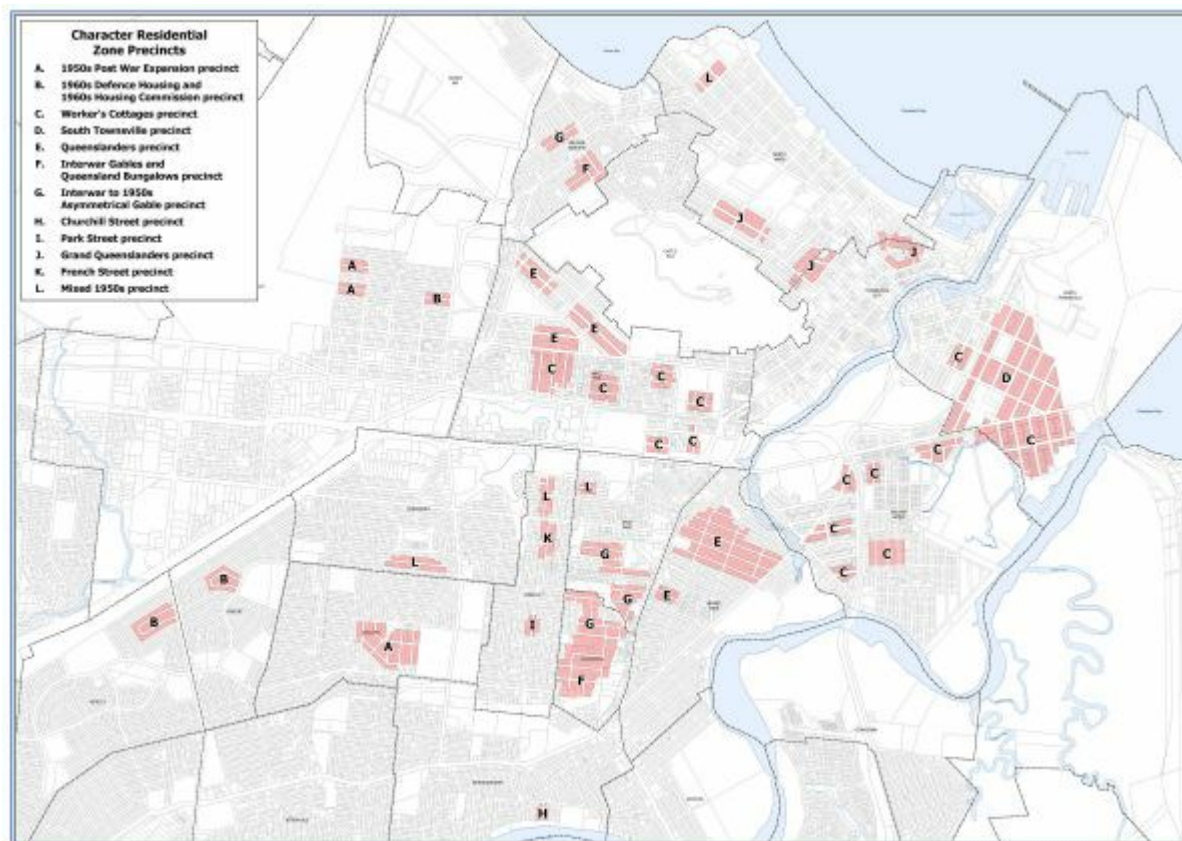 Character Residential
Zone Precincts
A. 1950s Post War Expansion precinct
B. 1960s Defence Housing and
1960s Housing Commission precinct
C. Worker's Cottages precinct
D. South Townsville precinct
E. Queenslanders precinct
F. Interwar Gables and
Queensland Bungalows precinct
G. Interwar to 1950s
Asymmetrical Gable precinct
H. Churchill Street precinct
I. Park Street precinct
J. Grand Queenslanders precinct
K. French Street precinct
L. Mixed 1950s precinct
L
G
F
J
J
J
A
A
B
E
E
E
C
C
C
C
C
C
C
D
C
C
L
L
K
C
C
C
C
C
E
G
L
B
B
E
G
I
G
A
F
H